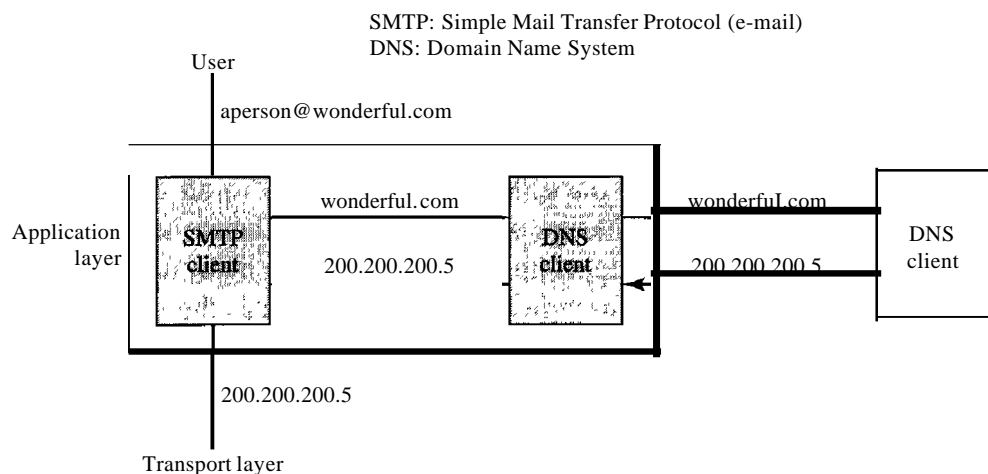 SMTP: Simple Mail Transfer Protocol (e-mail)
DNS: Domain Name System
User
aperson@wonderful.com
wonderful.com
wonderfuI.com
Application
layer
SMTP
client
200.200.200.5
DNS
client
200.200.200.5
DNS
client
200.200.200.5
Transport layer